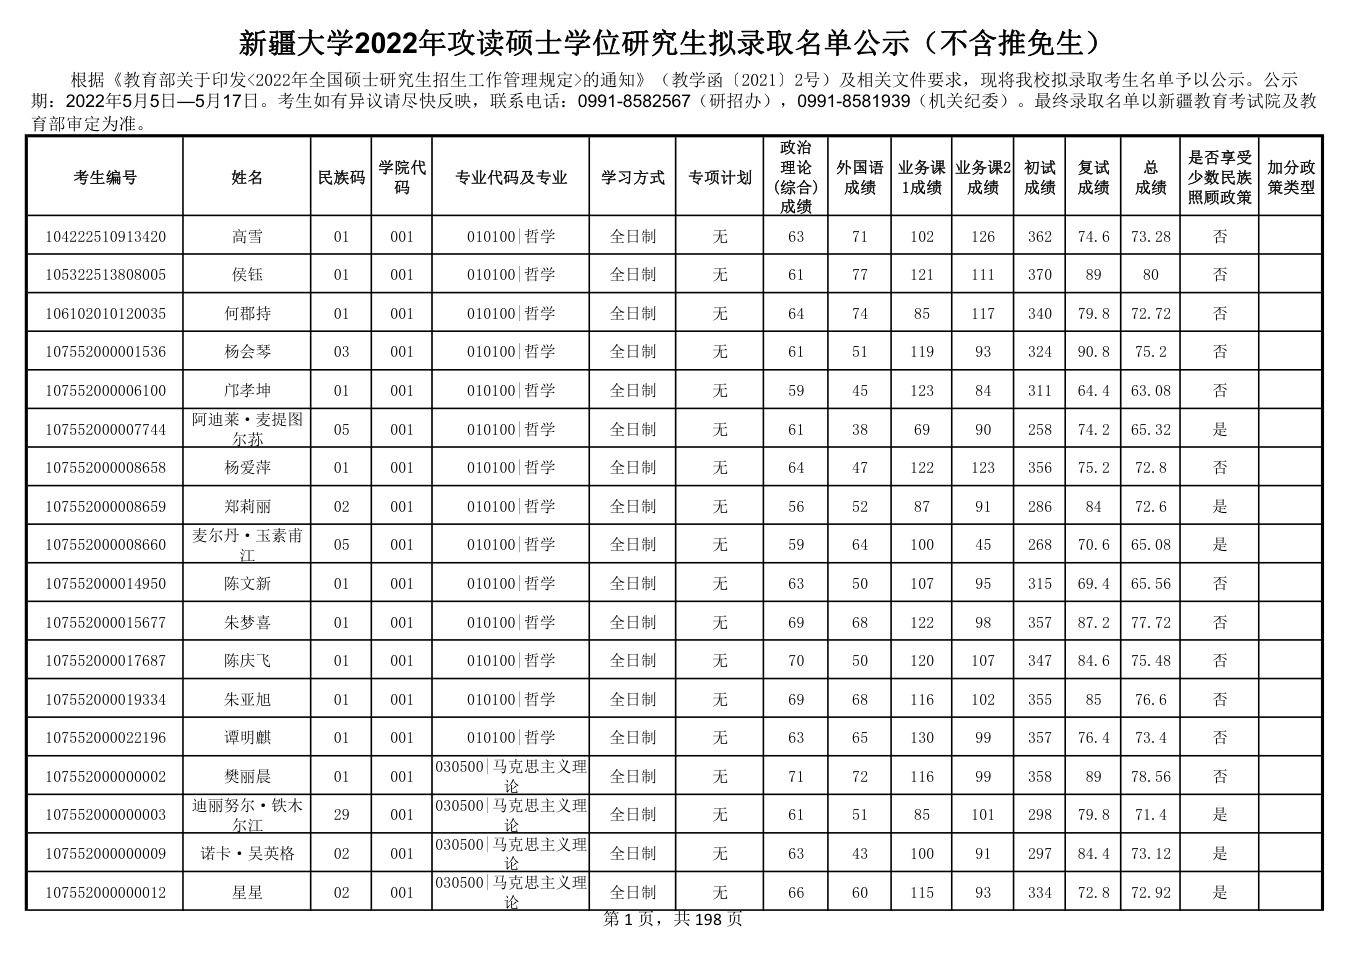 新疆大学2022年攻读硕士学位研究生拟录取名单公示（不含推免生）
根据《教育部关于印发<2022年全国硕士研究生招生工作管理规定>的通知》（教学函〔2021〕2号）及相关文件要求，现将我校拟录取考生名单予以公示。公示
期：2022年5月5日—5月17日。考生如有异议请尽快反映，联系电话：0991-8582567（研招办），0991-8581939（机关纪委）。最终录取名单以新疆教育考试院及教
育部审定为准。
考生编号 姓名 民族码 学院代码 专业代码及专业 学习方式 专项计划 政治理论(综合)成绩 外国语成绩 业务课1成绩 业务课2成绩 初试成绩 复试成绩 总成绩 是否享受少数民族照顾政策 加分政策类型
104222510913420 高雪 01 001 010100|哲学 全日制 无 63 71 102 126 362 74.6 73.28 否
105322513808005 侯钰 01 001 010100|哲学 全日制 无 61 77 121 111 370 89 80 否
106102010120035 何郡持 01 001 010100|哲学 全日制 无 64 74 85 117 340 79.8 72.72 否
107552000001536 杨会琴 03 001 010100|哲学 全日制 无 61 51 119 93 324 90.8 75.2 否
107552000006100 邝孝坤 01 001 010100|哲学 全日制 无 59 45 123 84 311 64.4 63.08 否
107552000007744 阿迪莱·麦提图尔荪 05 001 010100|哲学 全日制 无 61 38 69 90 258 74.2 65.32 是
107552000008658 杨爱萍 01 001 010100|哲学 全日制 无 64 47 122 123 356 75.2 72.8 否
107552000008659 郑莉丽 02 001 010100|哲学 全日制 无 56 52 87 91 286 84 72.6 是
107552000008660 麦尔丹·玉素甫江 05 001 010100|哲学 全日制 无 59 64 100 45 268 70.6 65.08 是
107552000014950 陈文新 01 001 010100|哲学 全日制 无 63 50 107 95 315 69.4 65.56 否
107552000015677 朱梦喜 01 001 010100|哲学 全日制 无 69 68 122 98 357 87.2 77.72 否
107552000017687 陈庆飞 01 001 010100|哲学 全日制 无 70 50 120 107 347 84.6 75.48 否
107552000019334 朱亚旭 01 001 010100|哲学 全日制 无 69 68 116 102 355 85 76.6 否
107552000022196 谭明麒 01 001 010100|哲学 全日制 无 63 65 130 99 357 76.4 73.4 否
107552000000002 樊丽晨 01 001 030500|马克思主义理论 全日制 无 71 72 116 99 358 89 78.56 否
107552000000003 迪丽努尔·铁木尔江 29 001 030500|马克思主义理论 全日制 无 61 51 85 101 298 79.8 71.4 是
107552000000009 诺卡·吴英格 02 001 030500|马克思主义理论 全日制 无 63 43 100 91 297 84.4 73.12 是
107552000000012 星星 02 001 030500|马克思主义理论 全日制 无 66 60 115 93 334 72.8 72.92 是
第 1 页，共 198 页